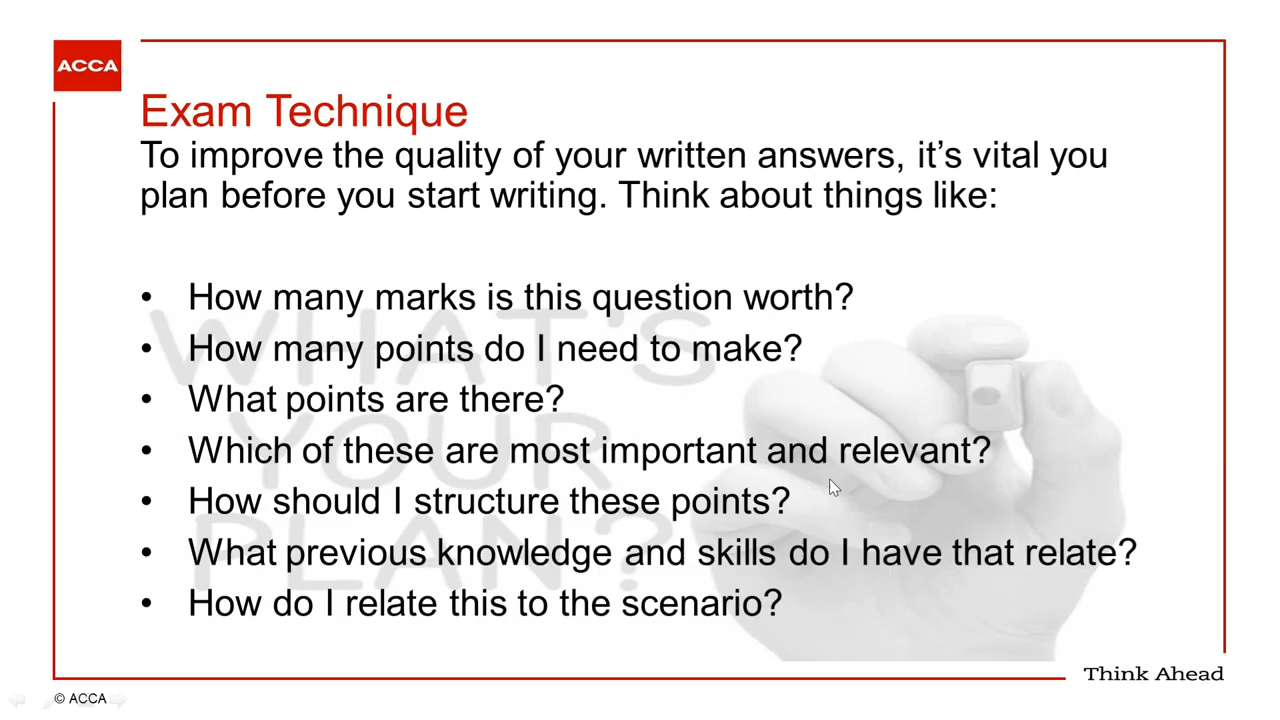 ACCA
Exam Technique
To improve the quality of your written answers, it’s vital you
plan before you start writing. Think about things like:
• How many marks is this question worth?
• How many points do I need to make?
• What points are there?
• Which of these are most important and relevant?
• How should I structure these points?
• What previous knowledge and skills do I have that relate?
• How do I relate this to the scenario?
WHAT'S
YOUR
PLAN?
Think Ahead
© ACCA